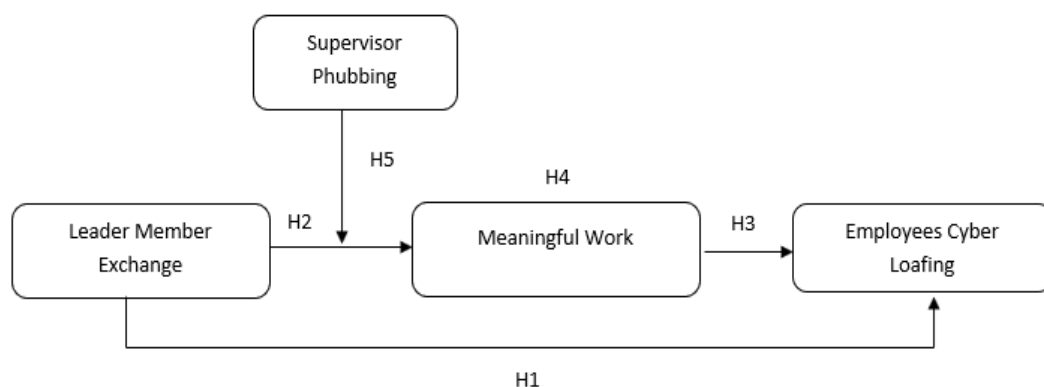 Supervisor
Phubbing
H5
H4
H2
H3
Leader Member
Exchange
Meaningful Work
Employees Cyber
Loafing
H1